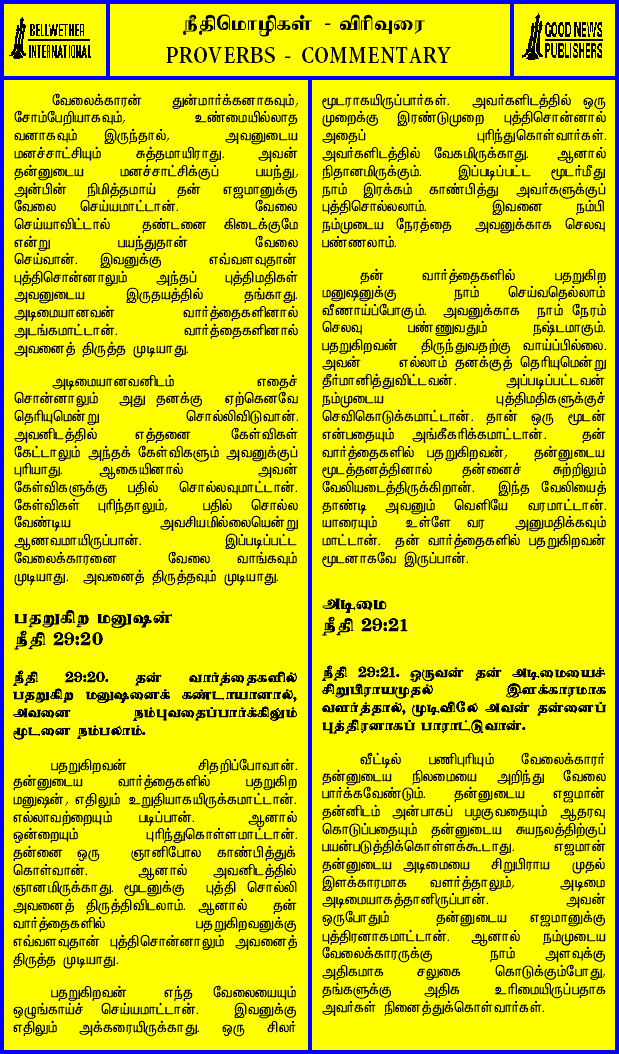 BELLWETHER
INTERNATIONAL
நீதிமொழிகள் - விரிவுரை
PROVERBS - COMMENTARY
GOOD NEWS
PUBLISHERS
வேலைக்காரன் துன்மார்க்கனாகவும்,
சோம்பேறியாகவும், உண்மையில்லாத
வனாகவும் இருந்தால், அவனுடைய
மனச்சாட்சியும் சுத்தமாயிராது. அவன்
தன்னுடைய மனச்சாட்சிக்குப் பயந்து,
அன்பின் நிமித்தமாய் தன் எஜமானுக்கு
வேலை செய்யமாட்டான். வேலை
செய்யாவிட்டால் தண்டனை கிடைக்குமே
என்று பயந்துதான் வேலை
செய்வான். இவனுக்கு எவ்வளவுதான்
புத்திசொன்னாலும் அந்தப் புத்திமதிகள்
அவனுடைய இருதயத்தில் தங்காது.
அடிமையானவன் வார்த்தைகளினால்
அடங்கமாட்டான். வார்த்தைகளினால்
அவனைத் திருத்த முடியாது.
அடிமையானவனிடம் எதைச்
சொன்னாலும் அது தனக்கு ஏற்கெனவே
தெரியுமென்று சொல்லிவிடுவான்.
அவனிடத்தில் எத்தனை கேள்விகள்
கேட்டாலும் அந்தக் கேள்விகளும் அவனுக்குப்
புரியாது. ஆகையினால் அவன்
கேள்விகளுக்கு பதில் சொல்லவுமாட்டான்.
கேள்விகள் புரிந்தாலும், பதில் சொல்ல
வேண்டிய அவசியமில்லையென்று
ஆணவமாயிருப்பான். இப்படிப்பட்ட
வேலைக்காரனை வேலை வாங்கவும்
முடியாது. அவனைத் திருத்தவும் முடியாது.
பதறுகிற மனுஷன்
நீதி 29:20
நீதி 29:20. தன் வார்த்தைகளில்
பதறுகிற மனுஷனைக் கண்டாயானால்,
அவனை நம்புவதைப்பார்க்கிலும்
மூடனை நம்பலாம்.
பதறுகிறவன் சிதறிப்போவான்.
தன்னுடைய வார்த்தைகளில் பதறுகிற
மனுஷன், எதிலும் உறுதியாகயிருக்கமாட்டான்.
எல்லாவற்றையும் படிப்பான். ஆனால்
ஒன்றையும் புரிந்துகொள்ளமாடடான்.
தன்னை ஒரு ஞானிபோல காண்பித்துக்
கொள்வான். ஆனால் அவனிடத்தில்
ஞானமிருக்காது. மூடனுக்கு புத்தி சொல்லி
அவனைத் திருத்திவிடலாம். ஆனால் தன்
வார்த்தைகளில் பதறுகிறவனுக்கு
எவ்வளவுதான் புத்திசொன்னாலும் அவனைத்
திருத்த முடியாது.
பதறுகிறவன் எந்த வேலையையும்
ஒழுங்காய்ச் செய்யமாட்டான். இவனுக்கு
எதிலும் அக்கரையிருக்காது. ஒரு சிலர்
மூடராகயிருப்பார்கள். அவர்களிடத்தில் ஒரு
முறைக்கு இரண்டுமுறை புத்திசொன்னால்
அதைப் புரிந்துகொள்வார்கள்.
அவர்களிடத்தில் வேகமிருக்காது. ஆனால்
நிதானமிருக்கும். இப்படிப்பட்ட மூடர்மீது
நாம் இரக்கம் காண்பித்து அவர்களுக்குப்
புத்திசொல்லலாம். இவனை நம்பி
நம்முடைய நேரத்தை அவனுக்காக செலவு
பண்ணலாம்.
தன் வார்த்தைகளில் பதறுகிற
மனுஷனுக்கு நாம் செய்வதெல்லாம்
வீணாய்ப்போகும். அவனுக்காக நாம் நேரம்
செலவு பண்ணுவதும் நஷ்டமாகும்.
பதறுகிறவன் திருந்துவதற்கு வாய்ப்பில்லை.
அவன் எல்லாம் தனக்குத் தெரியுமென்று
தீர்மானித்துவிட்டவன். அப்படிப்பட்டவன்
நம்முடைய புத்திமதிகளுக்குச்
செவிகொடுக்கமாட்டான். தான் ஒரு மூடன்
என்பதையும் அங்கீகரிக்கமாட்டான். தன்
வார்த்தைகளில் பதறுகிறவன், தன்னுடைய
மூடத்தனத்தினால் தன்னைச் சுற்றிலும்
வேலியடைத்திருக்கிறான். இந்த வேலியைத்
தாண்டி அவனும் வெளியே வரமாட்டான்.
யாரையும் உள்ளே வர அனுமதிக்கவும்
மாட்டான். தன் வார்த்தைகளில் பதறுகிறவன்
மூடனாகவே இருப்பான்.
அடிமை
நீதி 29:21
நீதி 29:21. ஒருவன் தன் அடிமையைச்
சிறுபிராயமுதல் இளக்காரமாக
வளர்த்தால், முடிவிலே அவன் தன்னைப்
புத்திரனாகப் பாராட்டுவான்.
வீட்டில் பணிபுரியும் வேலைக்காரர்
தன்னுடைய நிலமையை அறிந்து வேலை
பார்க்கவேண்டும். தன்னுடைய எஜமான்
தன்னிடம் அன்பாகப் பழகுவதையும் ஆதரவு
கொடுப்பதையும் தன்னுடைய சுயநலத்திற்குப்
பயன்படுத்திக்கொள்ளக்கூடாது. எஜமான்
தன்னுடைய அடிமையை சிறுபிராய முதல்
இளக்காரமாக வளர்த்தாலும், அடிமை
அடிமையாகத்தானிருப்பான். அவன்
ஒருபோதும் தன்னுடைய எஜமானுக்கு
புத்திரனாகமாட்டான். ஆனால் நம்முடைய
வேலைக்காரருக்கு நாம் அளவுக்கு
அதிகமாக சலுகை கொடுக்கும்போது,
தங்களுக்கு அதிக உரிமையிருப்பதாக
அவர்கள் நினைத்துக்கொள்வார்கள்.